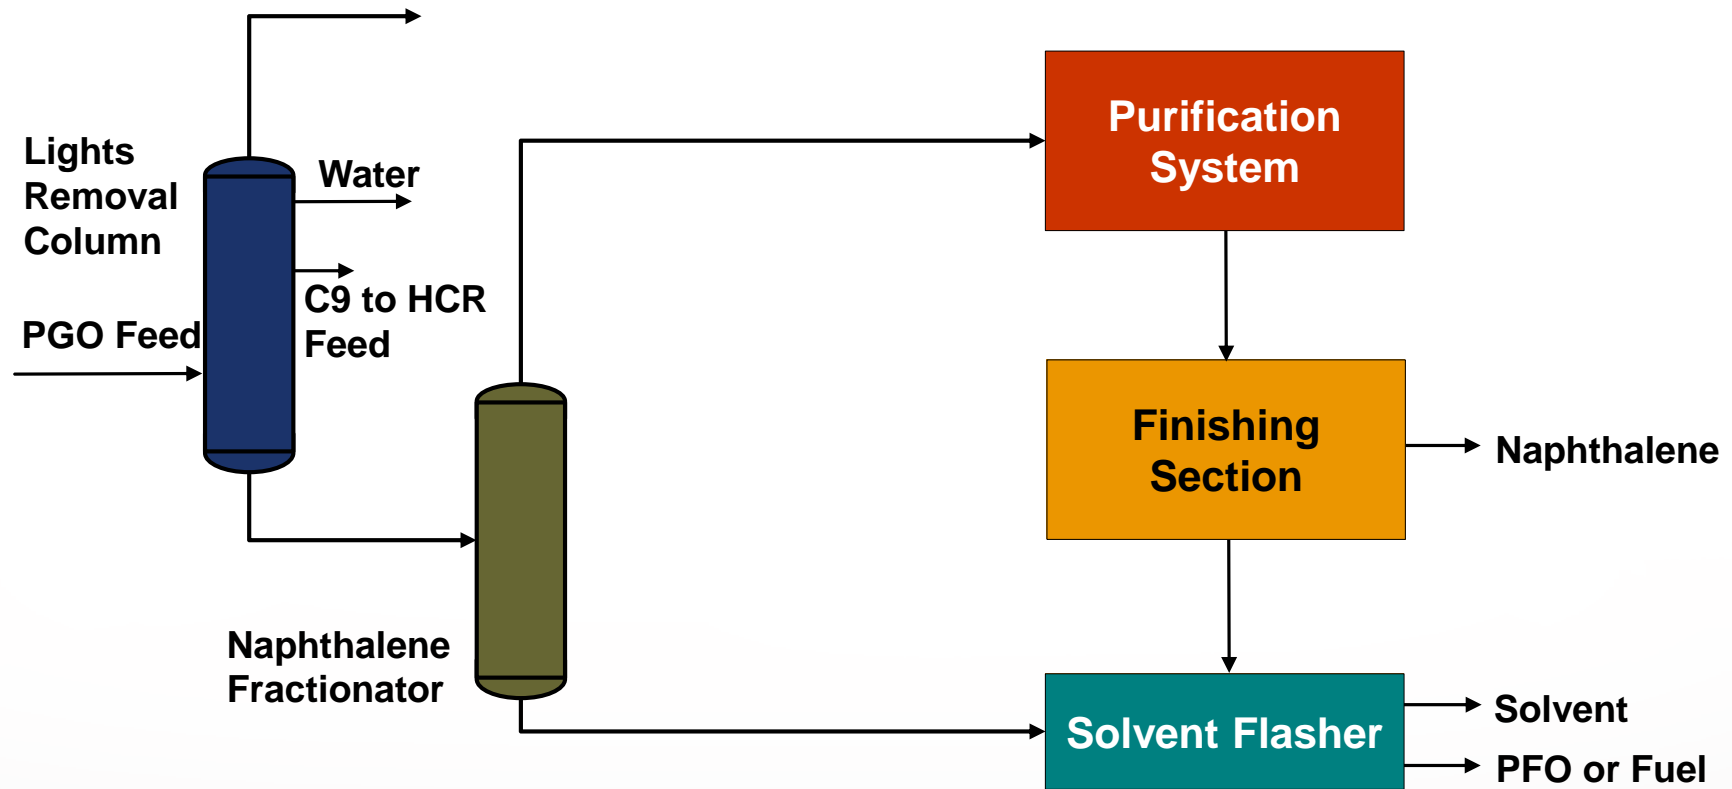 Lights
Removal
Column
Water
C9 to HCR
Feed
PGO Feed
Naphthalene
Fractionator
Purification
System
Finishing
Section
Naphthalene
Solvent Flasher
Solvent
PFO or Fuel